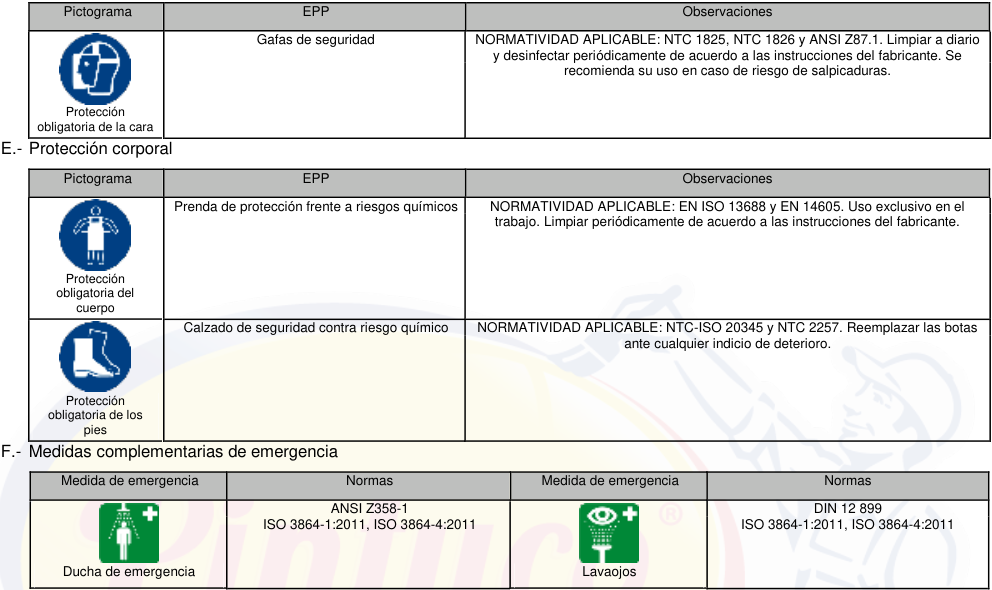 Pictograma EPP Observaciones
Gafas de seguridad
NORMATIVIDAD APLICABLE: NTC 1825, NTC 1826 y ANSI Z87.1. Limpiar a diario
y desinfectar periódicamente de acuerdo a las instrucciones del fabricante. Se
recomienda su uso en caso de riesgo de salpicaduras.
Protección
obligatoria de la cara
E.- Protección corporal
Pictograma EPP Observaciones
Prenda de protección frente a riesgos químicos
NORMATIVIDAD APLICABLE: EN ISO 13688 y EN 14605. Uso exclusivo en el
trabajo. Limpiar periódicamente de acuerdo a las instrucciones del fabricante.
Protección
obligatoria del
cuerpo
Calzado de seguridad contra riesgo químico
NORMATIVIDAD APLICABLE: NTC-ISO 20345 y NTC 2257. Reemplazar las botas
ante cualquier indicio de deterioro.
Protección
obligatoria de los
pies
F.- Medidas complementarias de emergencia
Medida de emergencia Normas Medida de emergencia Normas
ANSI Z358-1
ISO 3864-1:2011, ISO 3864-4:2011
Ducha de emergencia
DIN 12 899
ISO 3864-1:2011, ISO 3864-4:2011
Lavaojos
Pintuco ®